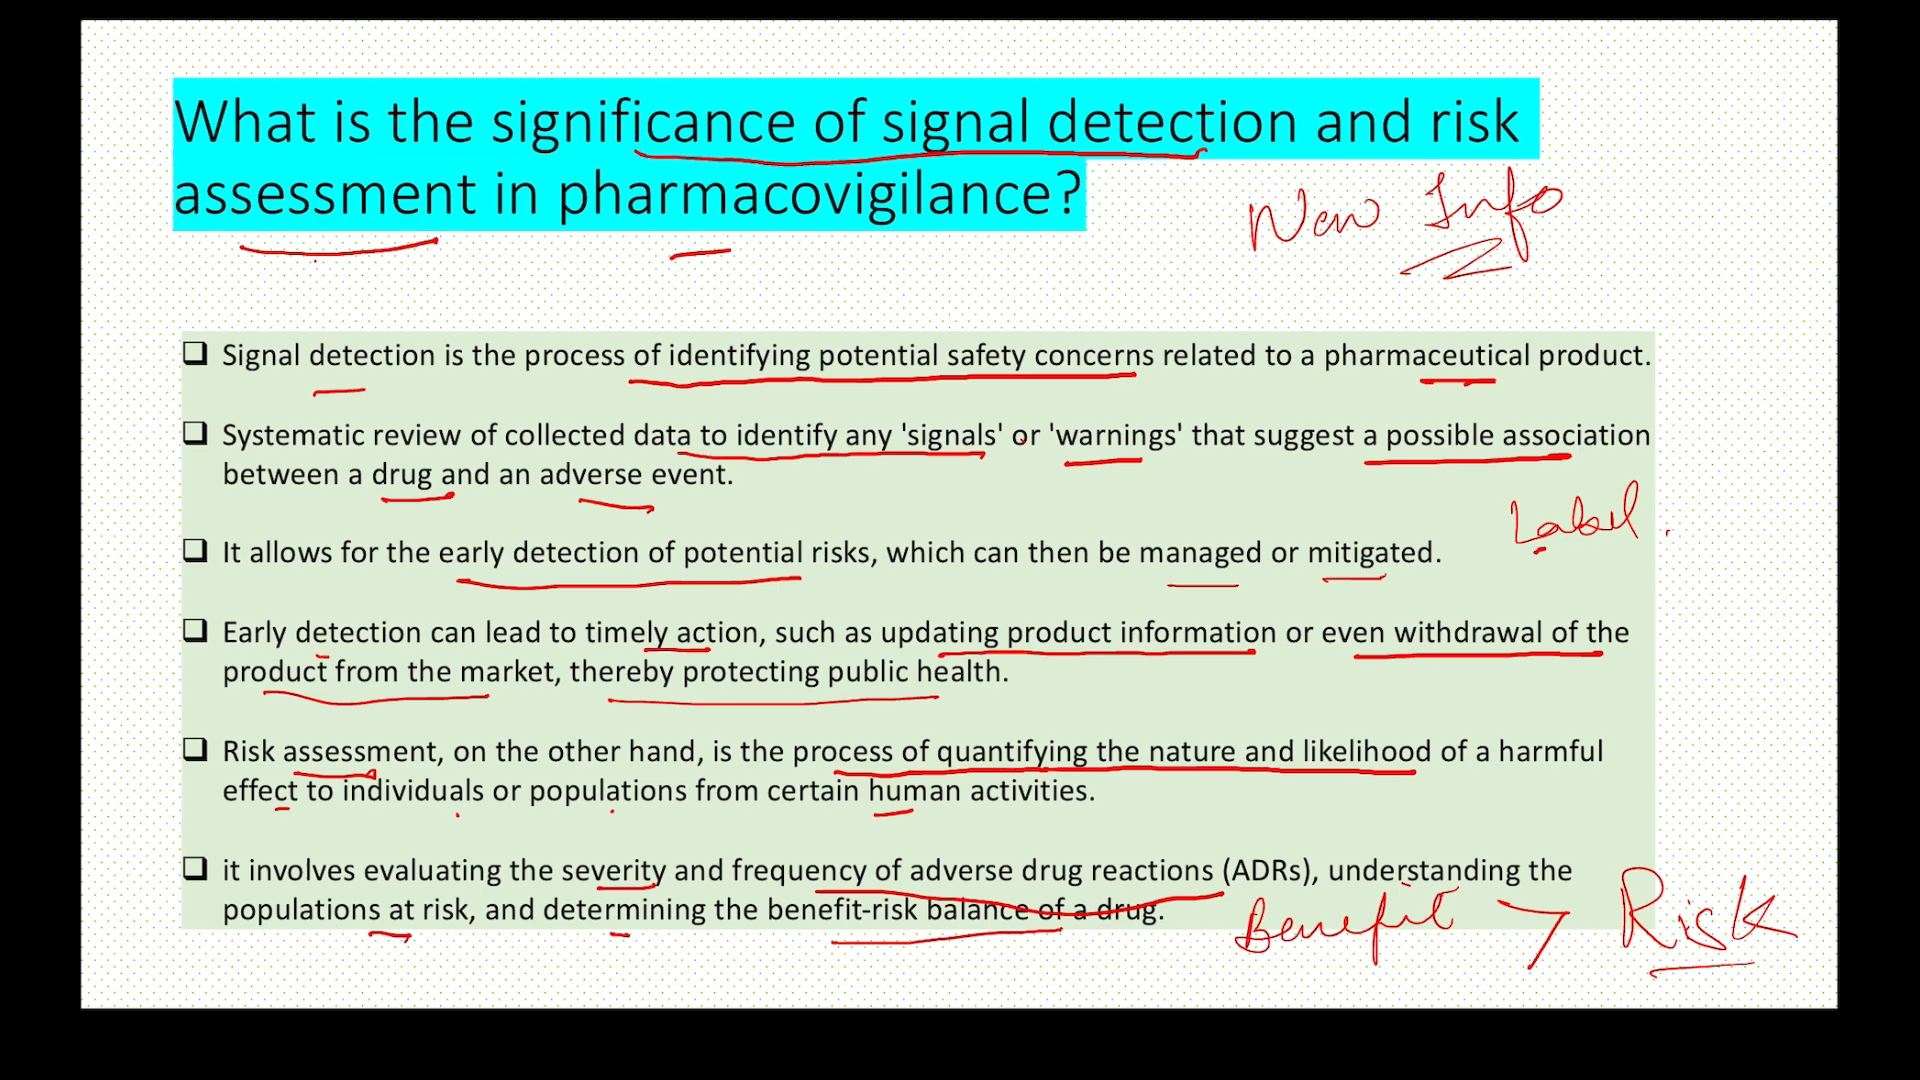 What is the significance of signal detection and risk
assessment in pharmacovigilance?
New Info
Signal detection is the process of identifying potential safety concerns related to a pharmaceutical product.
Systematic review of collected data to identify any 'signals' or 'warnings' that suggest a possible association
between a drug and an adverse event.
Label
It allows for the early detection of potential risks, which can then be managed or mitigated.
Early detection can lead to timely action, such as updating product information or even withdrawal of the
product from the market, thereby protecting public health.
Risk assessment, on the other hand, is the process of quantifying the nature and likelihood of a harmful
effect to individuals or populations from certain human activities.
it involves evaluating the severity and frequency of adverse drug reactions (ADRs), understanding the
populations at risk, and determining the benefit-risk balance of a drug.
Benefit > Risk